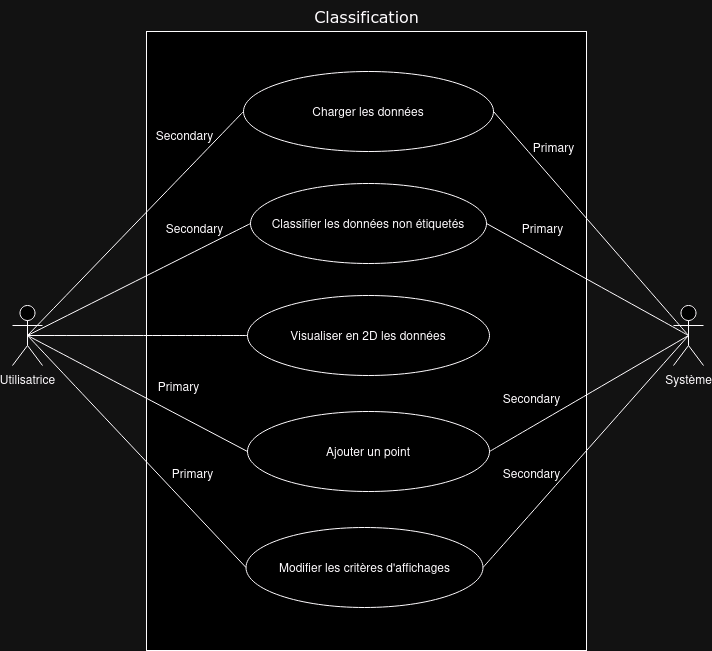 Classification
Charger les données
Secondary
Primary
Classifier les données non étiquetés
Secondary
Primary
Visualiser en 2D les données
Utilisatrice
Système
Primary
Secondary
Ajouter un point
Primary
Secondary
Modifier les critères d'affichages